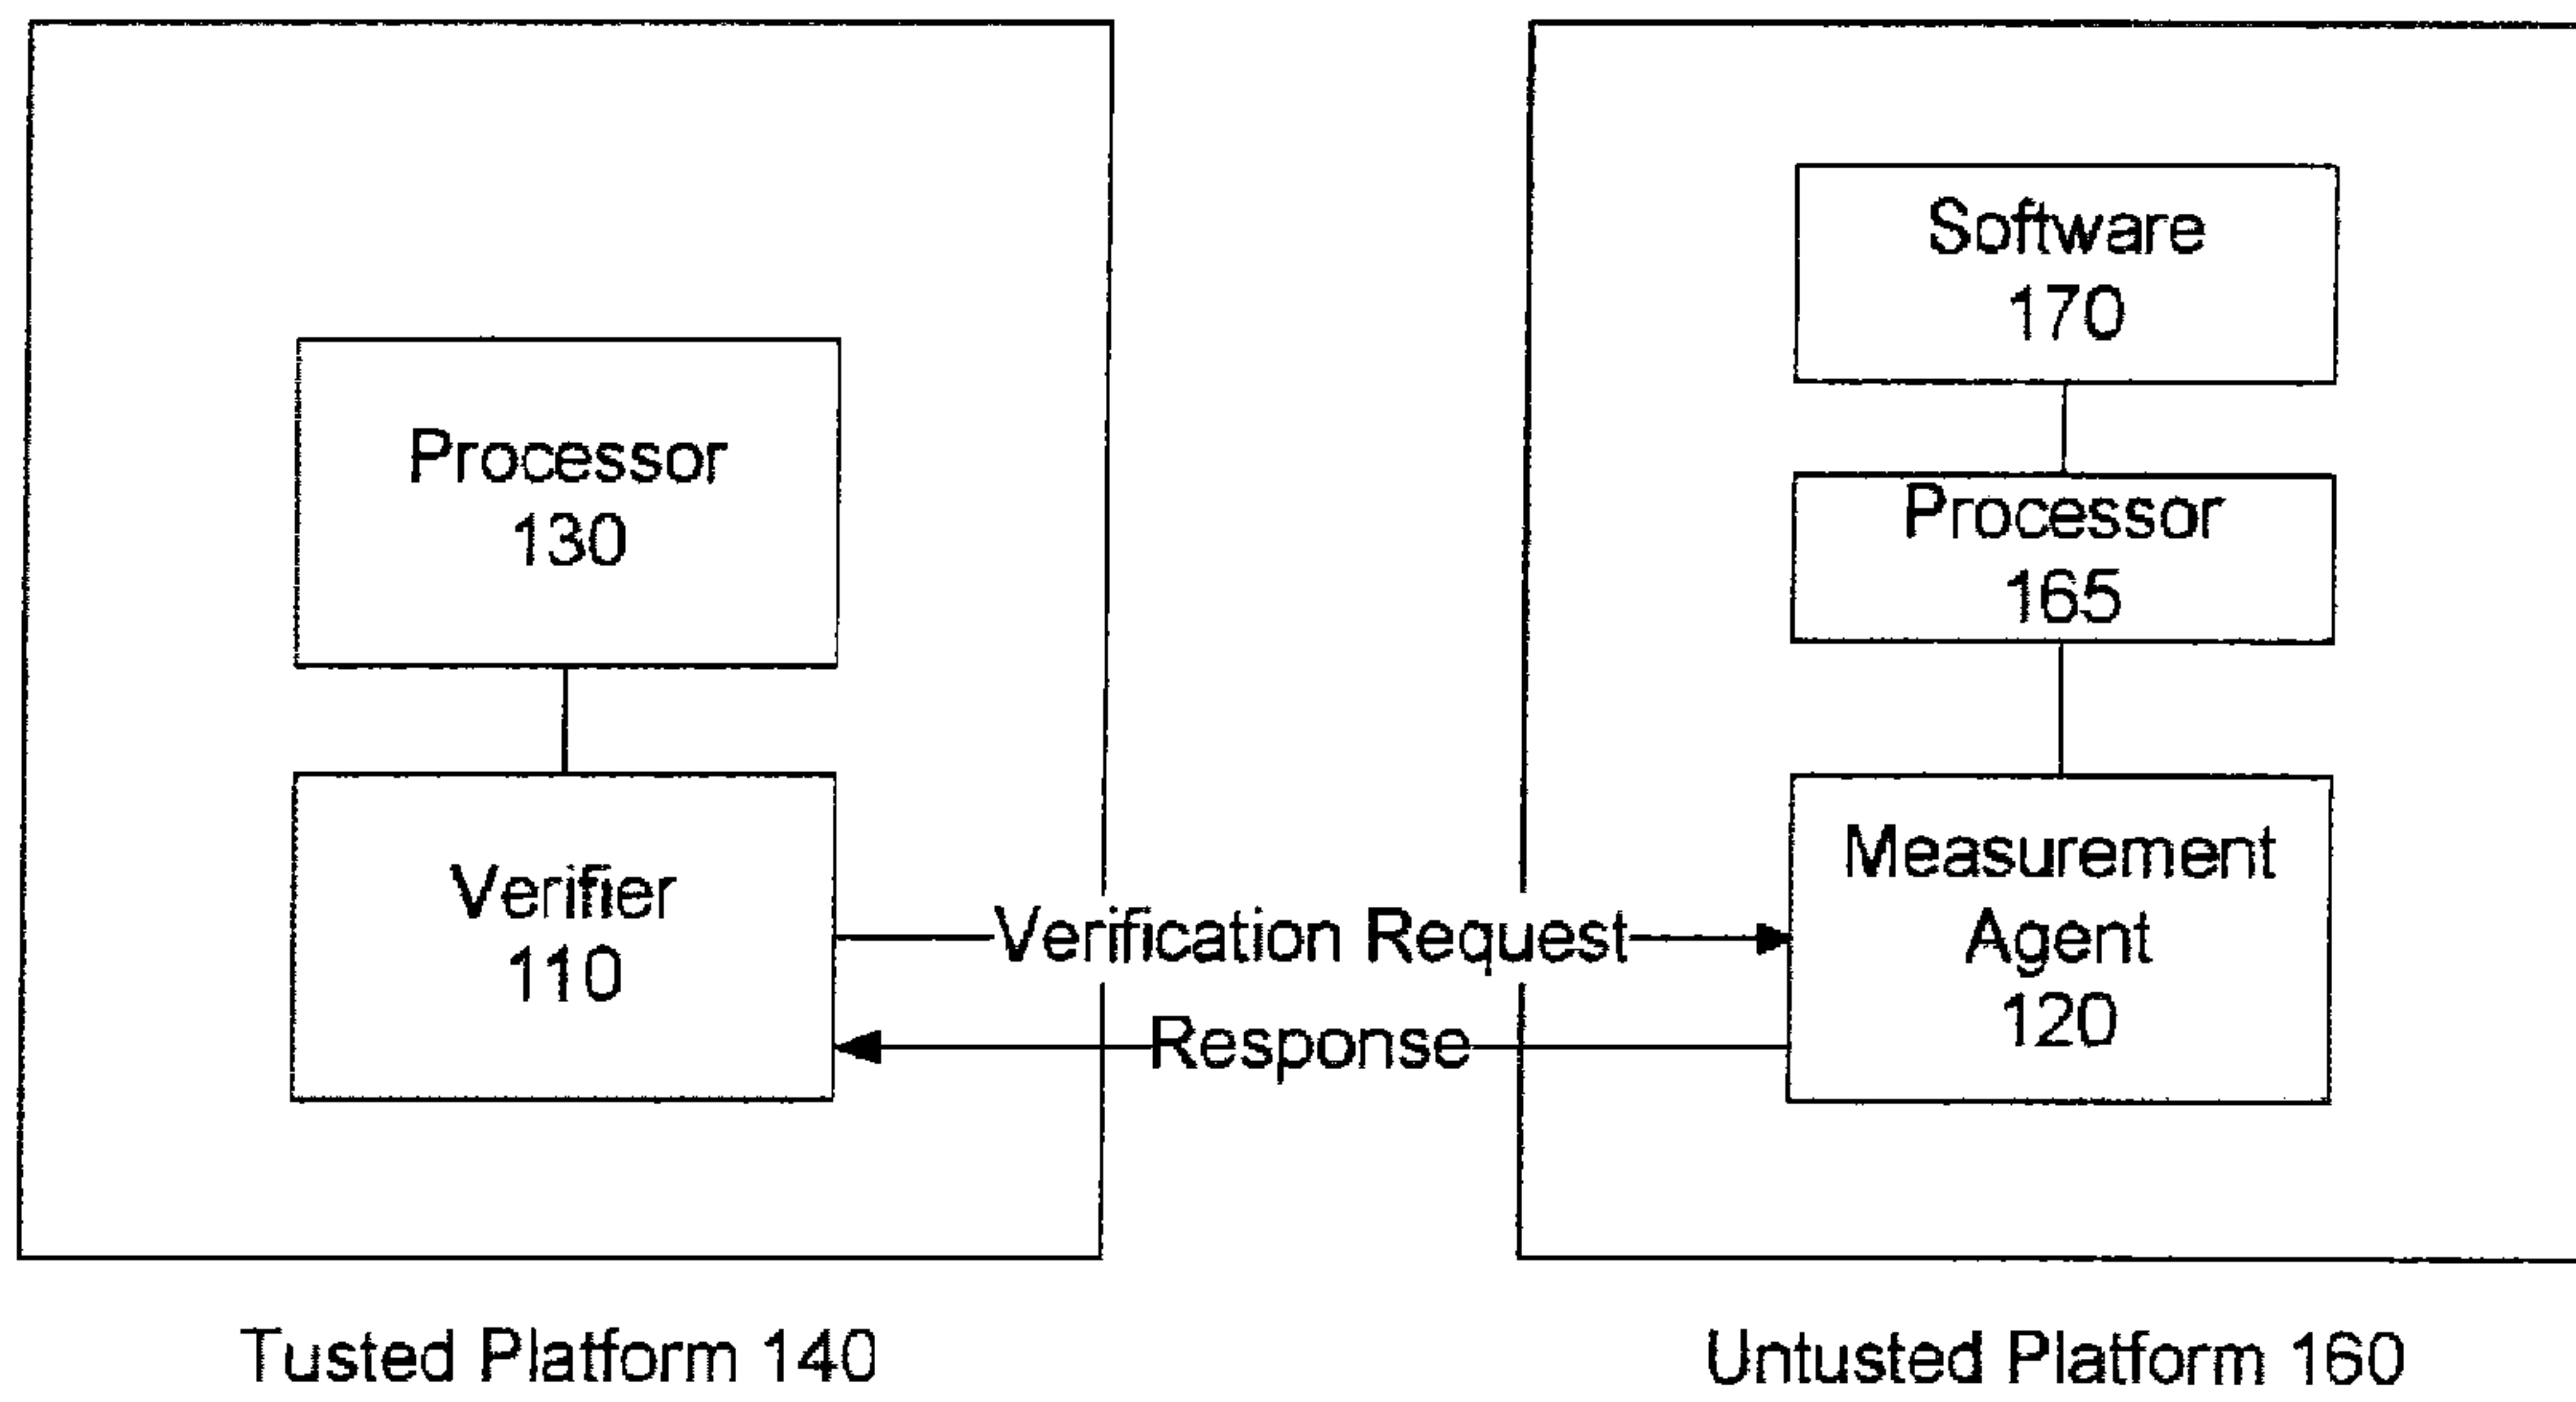 Processor
130
Verifier
110
Verification Request
Response
Software
170
Processor
165
Measurement
Agent
120
Tusted Platform 140
Untusted Platform 160